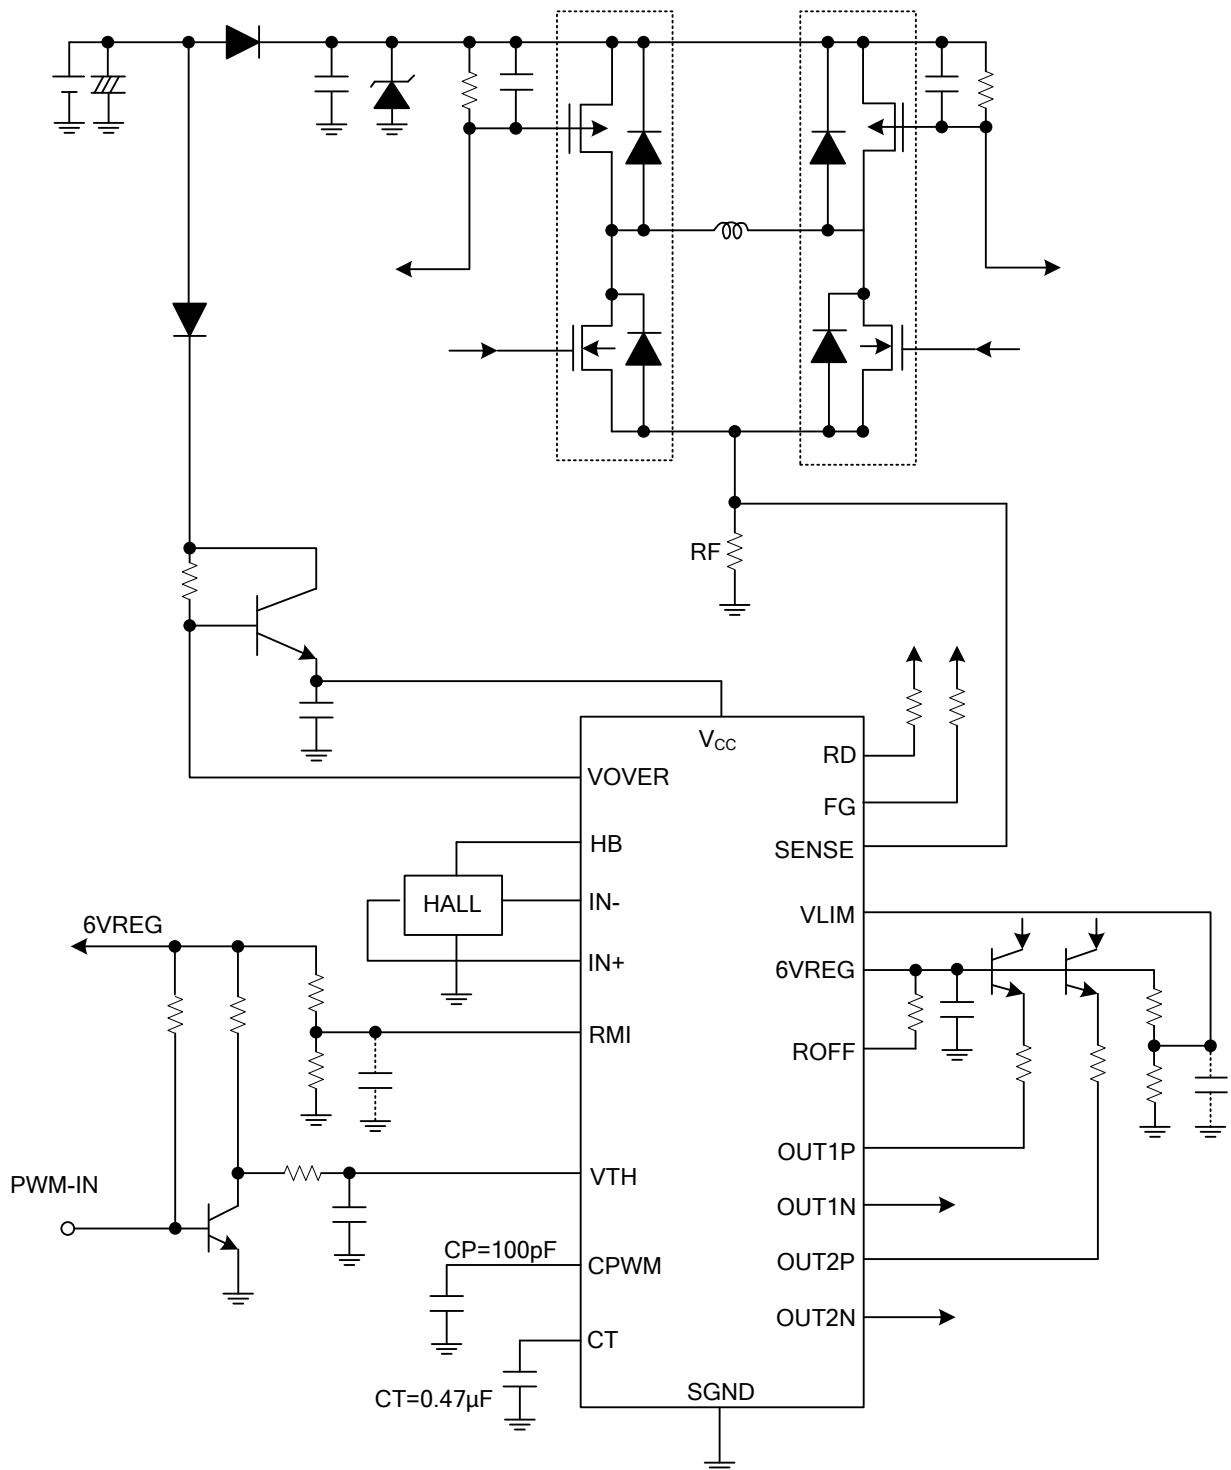 RF
V_CC
RD
VOVER
FG
HB
SENSE
HALL
IN-
VLIM
6VREG
IN+
6VREG
RMI
ROFF
OUT1P
PWM-IN
VTH
OUT1N
CP=100pF
CPWM
OUT2P
OUT2N
CT
CT=0.47µF
SGND